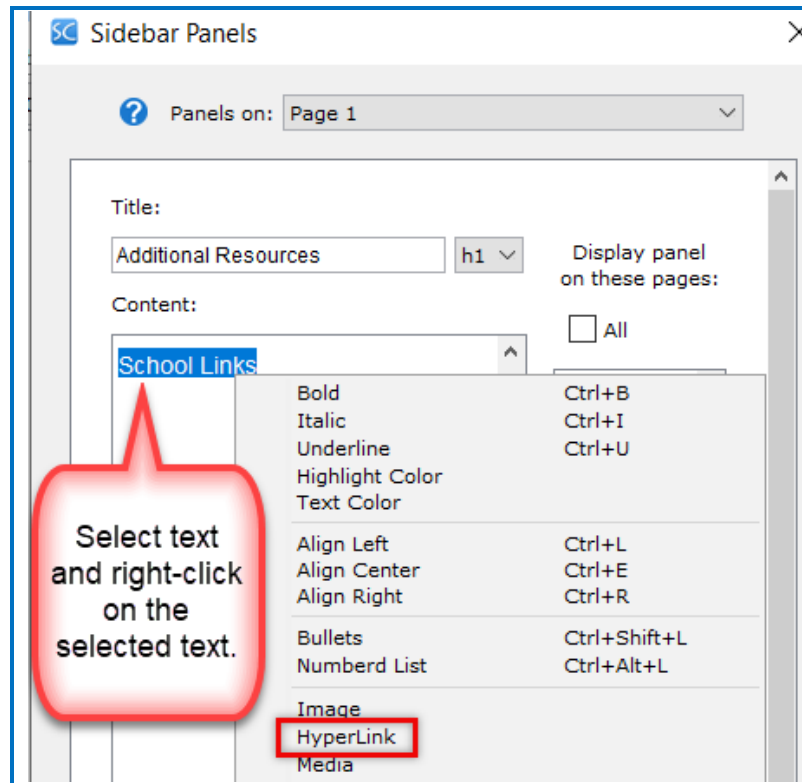 SC Sidebar Panels
? Panels on: Page 1
Title:
Additional Resources h1
Display panel
on these pages:
Content:
All
School Links
Bold Ctrl+B
Italic Ctrl+I
Underline Ctrl+U
Highlight Color
Text Color
Select text
and right-click
on the
selected text.
Align Left Ctrl+L
Align Center Ctrl+E
Align Right Ctrl+R
Bullets Ctrl+Shift+L
Numberd List Ctrl+Alt+L
Image
HyperLink
Media